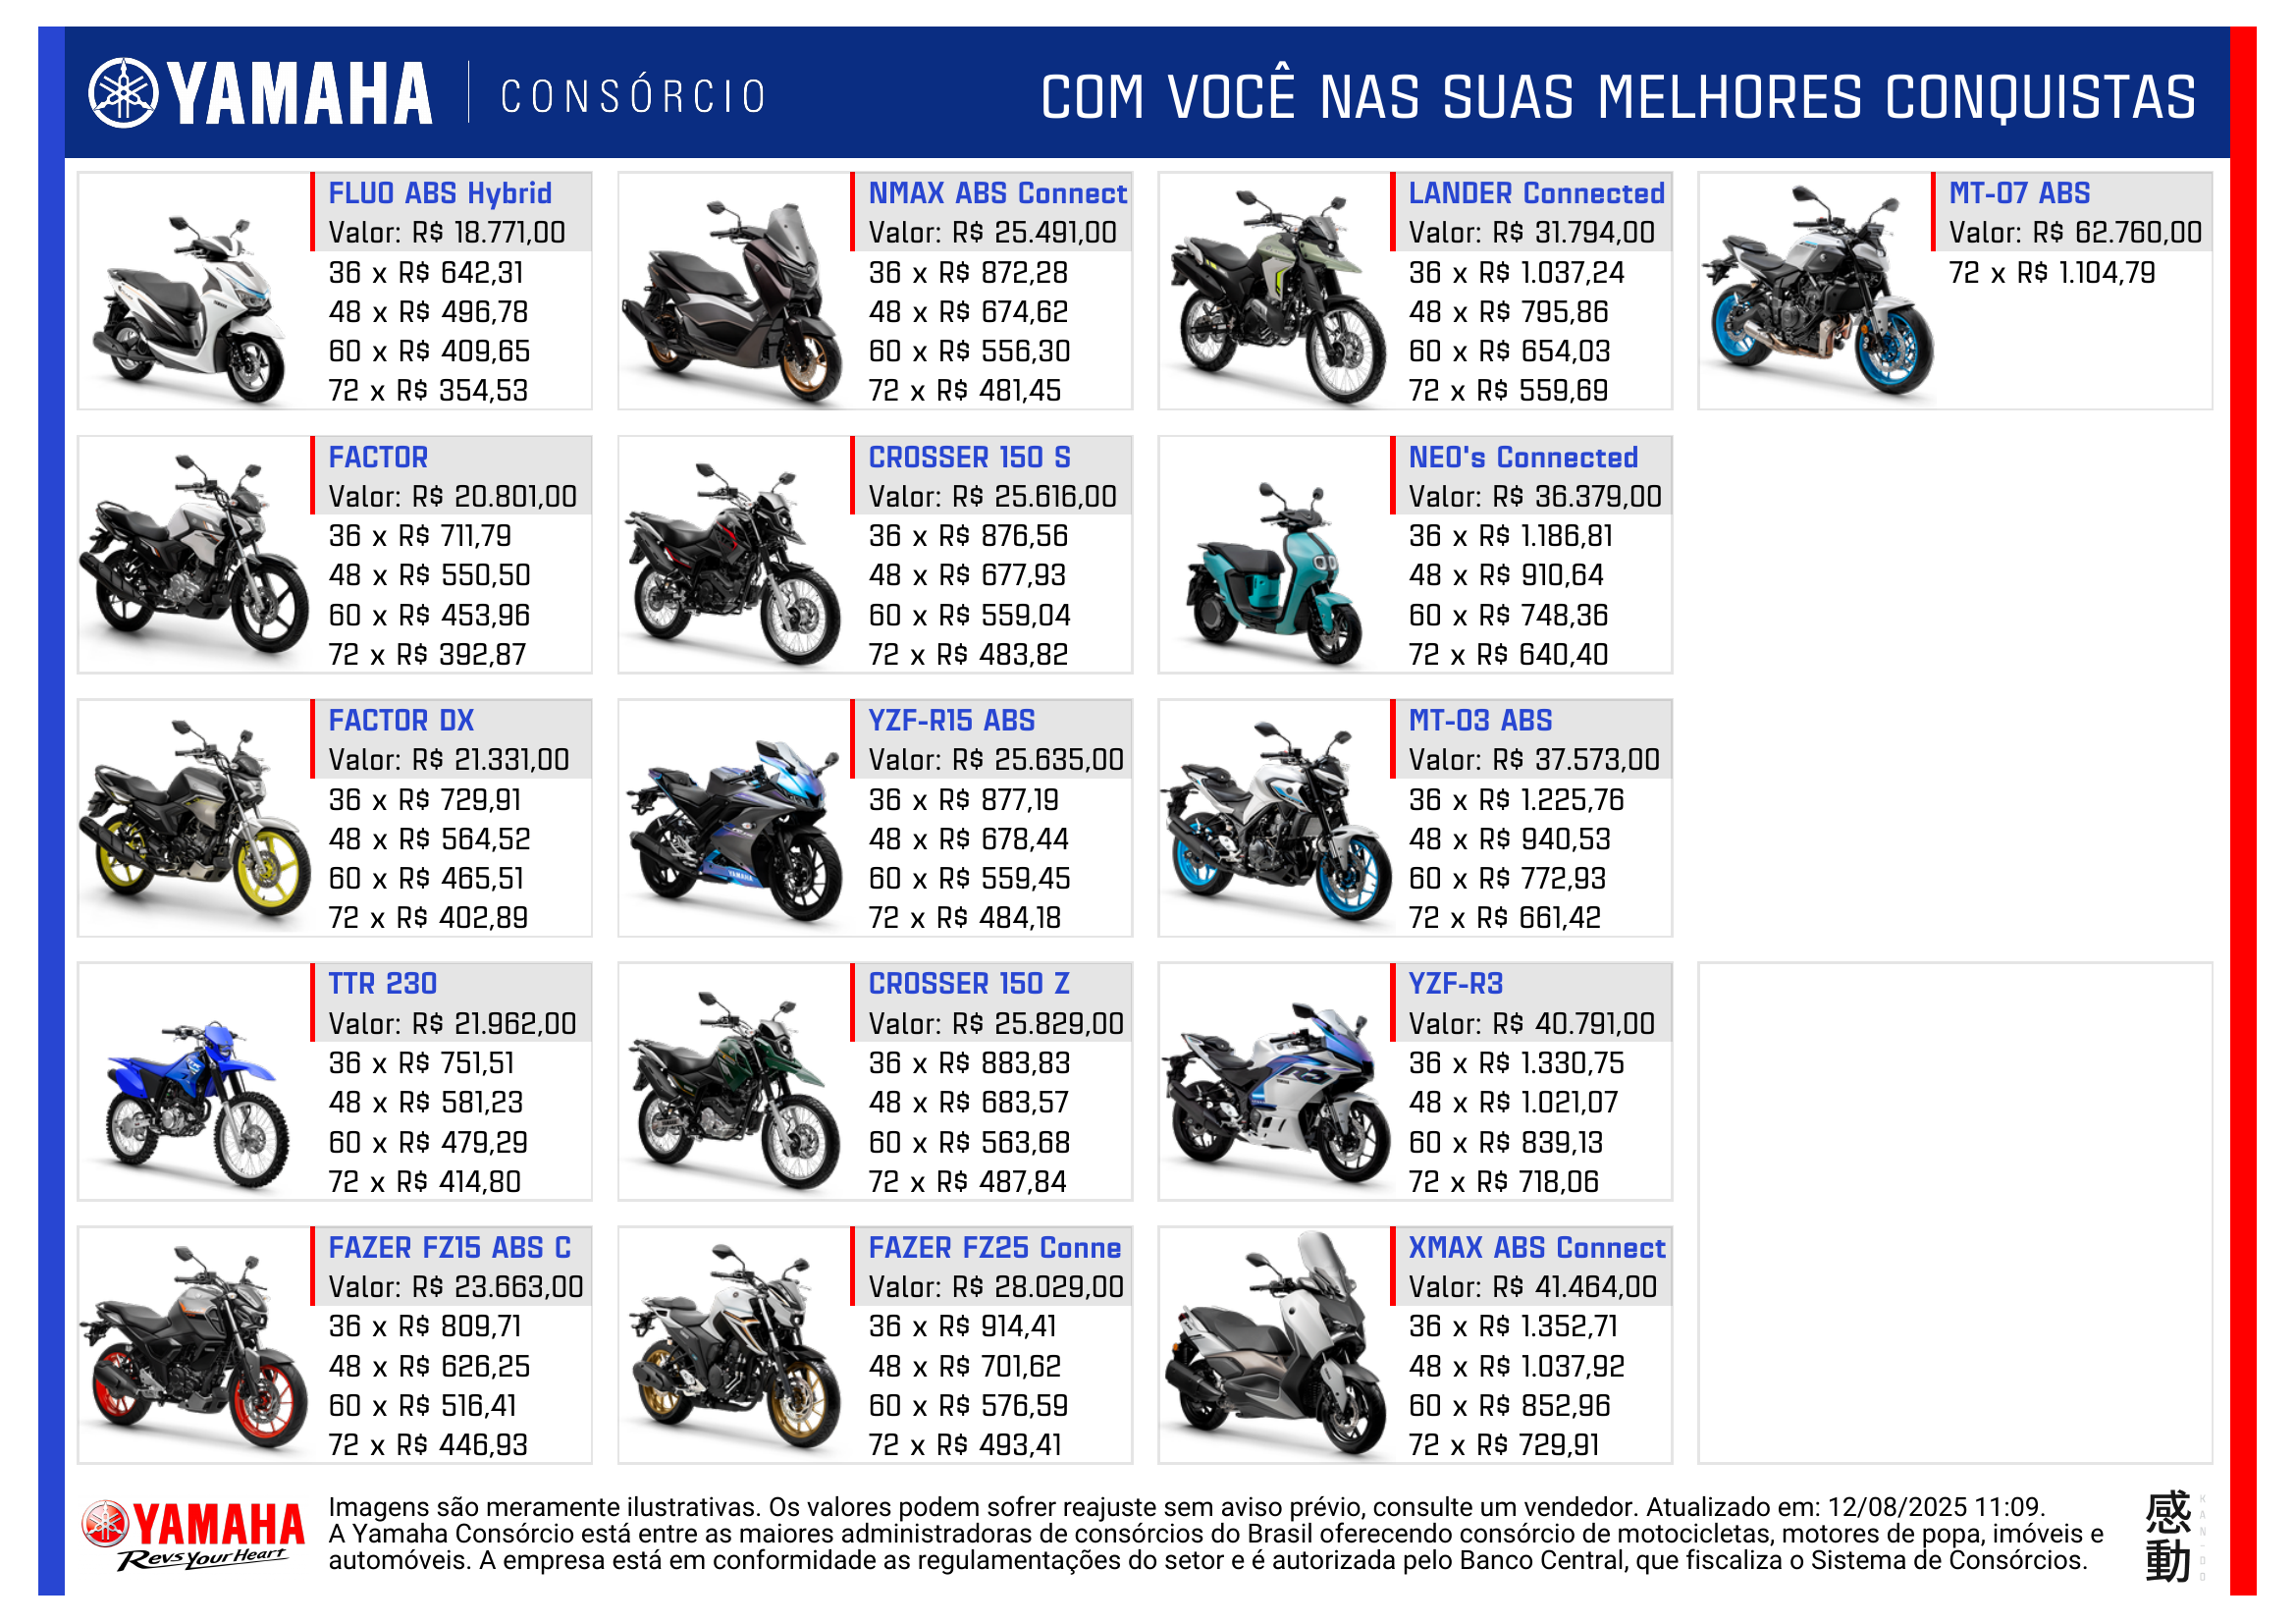 YAMAHA CONSÓRCIO
COM VOCÊ NAS SUAS MELHORES CONQUISTAS
FLUO ABS Hybrid
Valor: R$ 18.771,00
36 x R$ 642,31
48 x R$ 496,78
60 x R$ 409,65
72 x R$ 354,53
NMAX ABS Connect
Valor: R$ 25.491,00
36 x R$ 872,28
48 x R$ 674,62
60 x R$ 556,30
72 x R$ 481,45
LANDER Connected
Valor: R$ 31.794,00
36 x R$ 1.037,24
48 x R$ 795,86
60 x R$ 654,03
72 x R$ 559,69
MT-07 ABS
Valor: R$ 62.760,00
72 x R$ 1.104,79
FACTOR
Valor: R$ 20.801,00
36 x R$ 711,79
48 x R$ 550,50
60 x R$ 453,96
72 x R$ 392,87
CROSSER 150 S
Valor: R$ 25.616,00
36 x R$ 876,56
48 x R$ 677,93
60 x R$ 559,04
72 x R$ 483,82
NEO's Connected
Valor: R$ 36.379,00
36 x R$ 1.186,81
48 x R$ 910,64
60 x R$ 748,36
72 x R$ 640,40
FACTOR DX
Valor: R$ 21.331,00
36 x R$ 729,91
48 x R$ 564,52
60 x R$ 465,51
72 x R$ 402,89
YZF-R15 ABS
Valor: R$ 25.635,00
36 x R$ 877,19
48 x R$ 678,44
60 x R$ 559,45
72 x R$ 484,18
MT-03 ABS
Valor: R$ 37.573,00
36 x R$ 1.225,76
48 x R$ 940,53
60 x R$ 772,93
72 x R$ 661,42
TTR 230
Valor: R$ 21.962,00
36 x R$ 751,51
48 x R$ 581,23
60 x R$ 479,29
72 x R$ 414,80
CROSSER 150 Z
Valor: R$ 25.829,00
36 x R$ 883,83
48 x R$ 683,57
60 x R$ 563,68
72 x R$ 487,84
YZF-R3
Valor: R$ 40.791,00
36 x R$ 1.330,75
48 x R$ 1.021,07
60 x R$ 839,13
72 x R$ 718,06
FAZER FZ15 ABS C
Valor: R$ 23.663,00
36 x R$ 809,71
48 x R$ 626,25
60 x R$ 516,41
72 x R$ 446,93
FAZER FZ25 Conne
Valor: R$ 28.029,00
36 x R$ 914,41
48 x R$ 701,62
60 x R$ 576,59
72 x R$ 493,41
XMAX ABS Connect
Valor: R$ 41.464,00
36 x R$ 1.352,71
48 x R$ 1.037,92
60 x R$ 852,96
72 x R$ 729,91
YAMAHA
Revs Your Heart
Imagens são meramente ilustrativas. Os valores podem sofrer reajuste sem aviso prévio, consulte um vendedor. Atualizado em: 12/08/2025 11:09.
A Yamaha Consórcio está entre as maiores administradoras de consórcios do Brasil oferecendo consórcio de motocicletas, motores de popa, imóveis e
automóveis. A empresa está em conformidade as regulamentações do setor e é autorizada pelo Banco Central, que fiscaliza o Sistema de Consórcios.
感動
KAN-DO